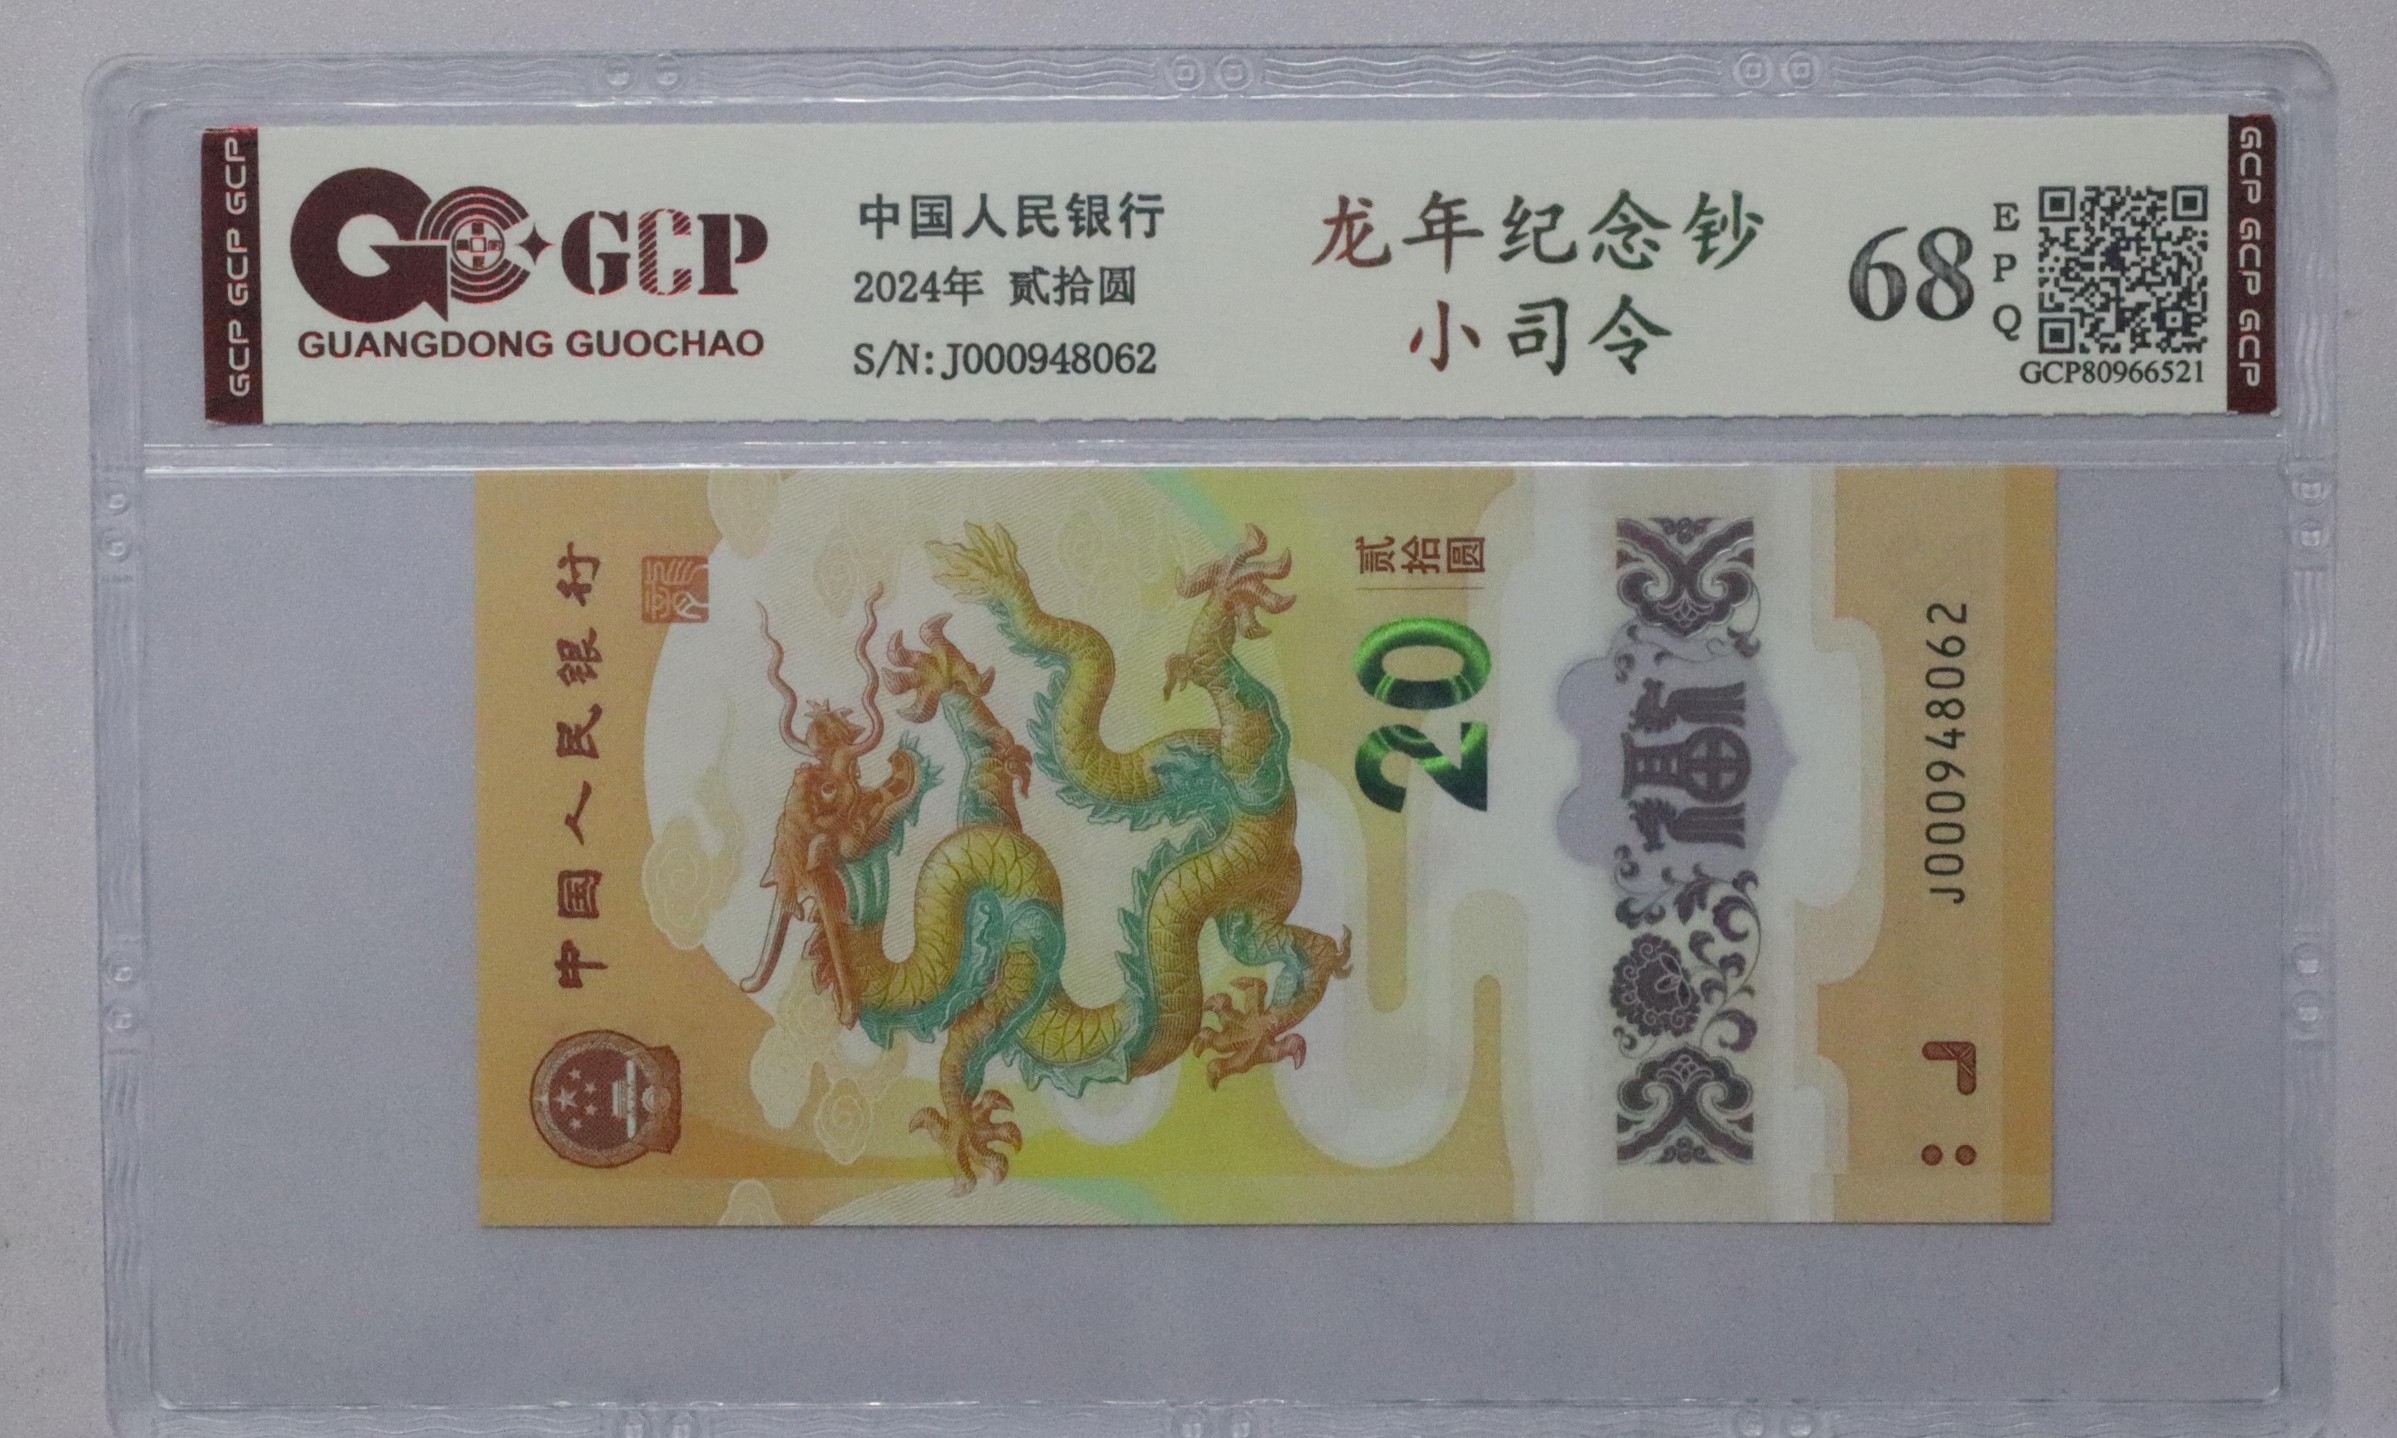 GCP GCP GCP
GCP
GUANGDONG GUOCHAO
中国人民银行
2024年 贰拾圆
S/N: J000948062
龙年纪念钞
小司令
68
E
P
Q
GCP80966521
GCP GCP GCP
中国人民银行
贰
拾
圆
20
福
J000948062